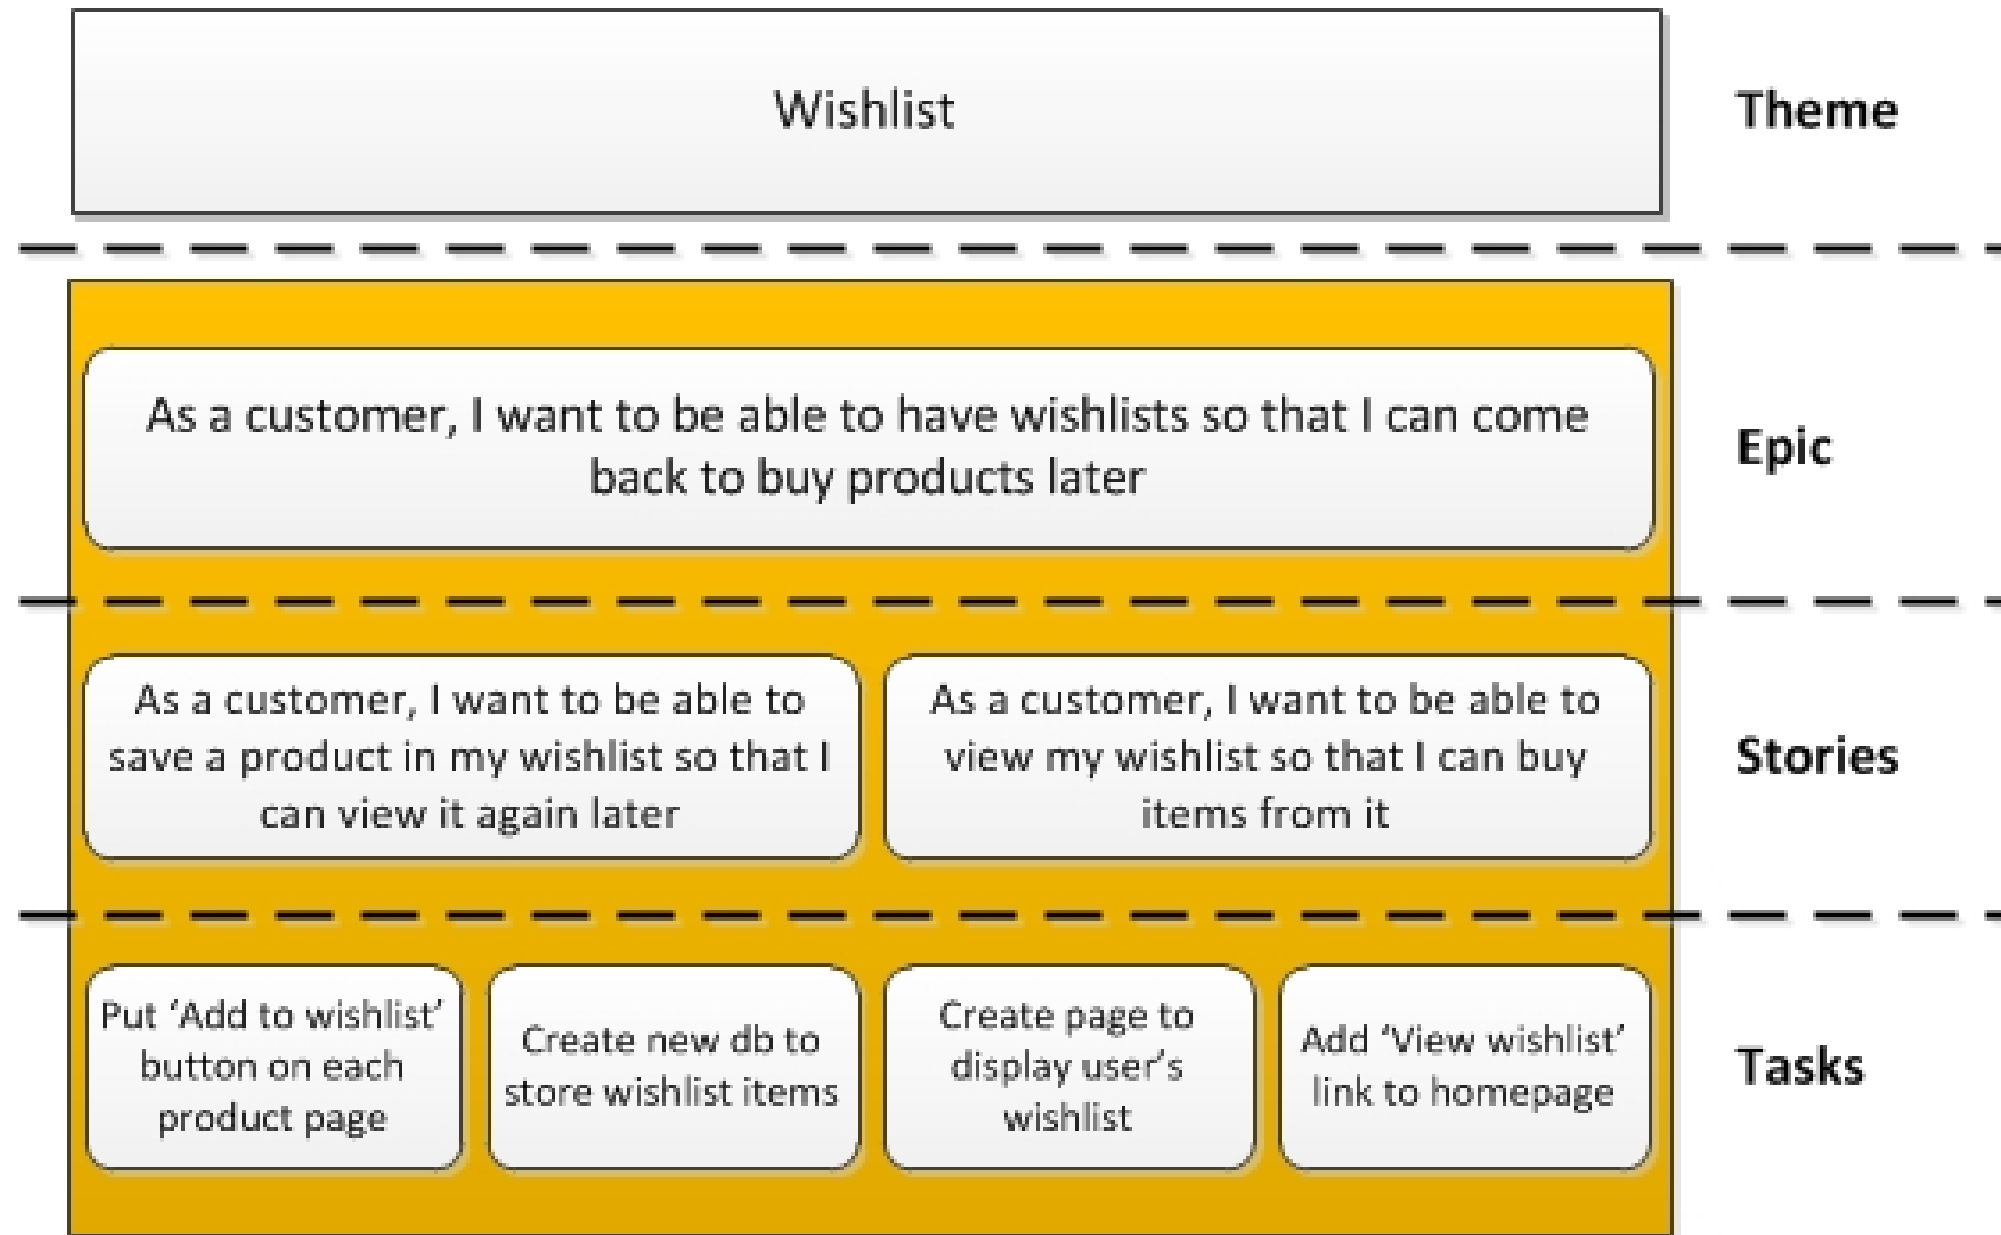 Wishlist
Theme
As a customer, I want to be able to have wishlists so that I can come
back to buy products later
Epic
As a customer, I want to be able to
save a product in my wishlist so that I
can view it again later
As a customer, I want to be able to
view my wishlist so that I can buy
items from it
Stories
Put ‘Add to wishlist’
button on each
product page
Create new db to
store wishlist items
Create page to
display user’s
wishlist
Add ‘View wishlist’
link to homepage
Tasks